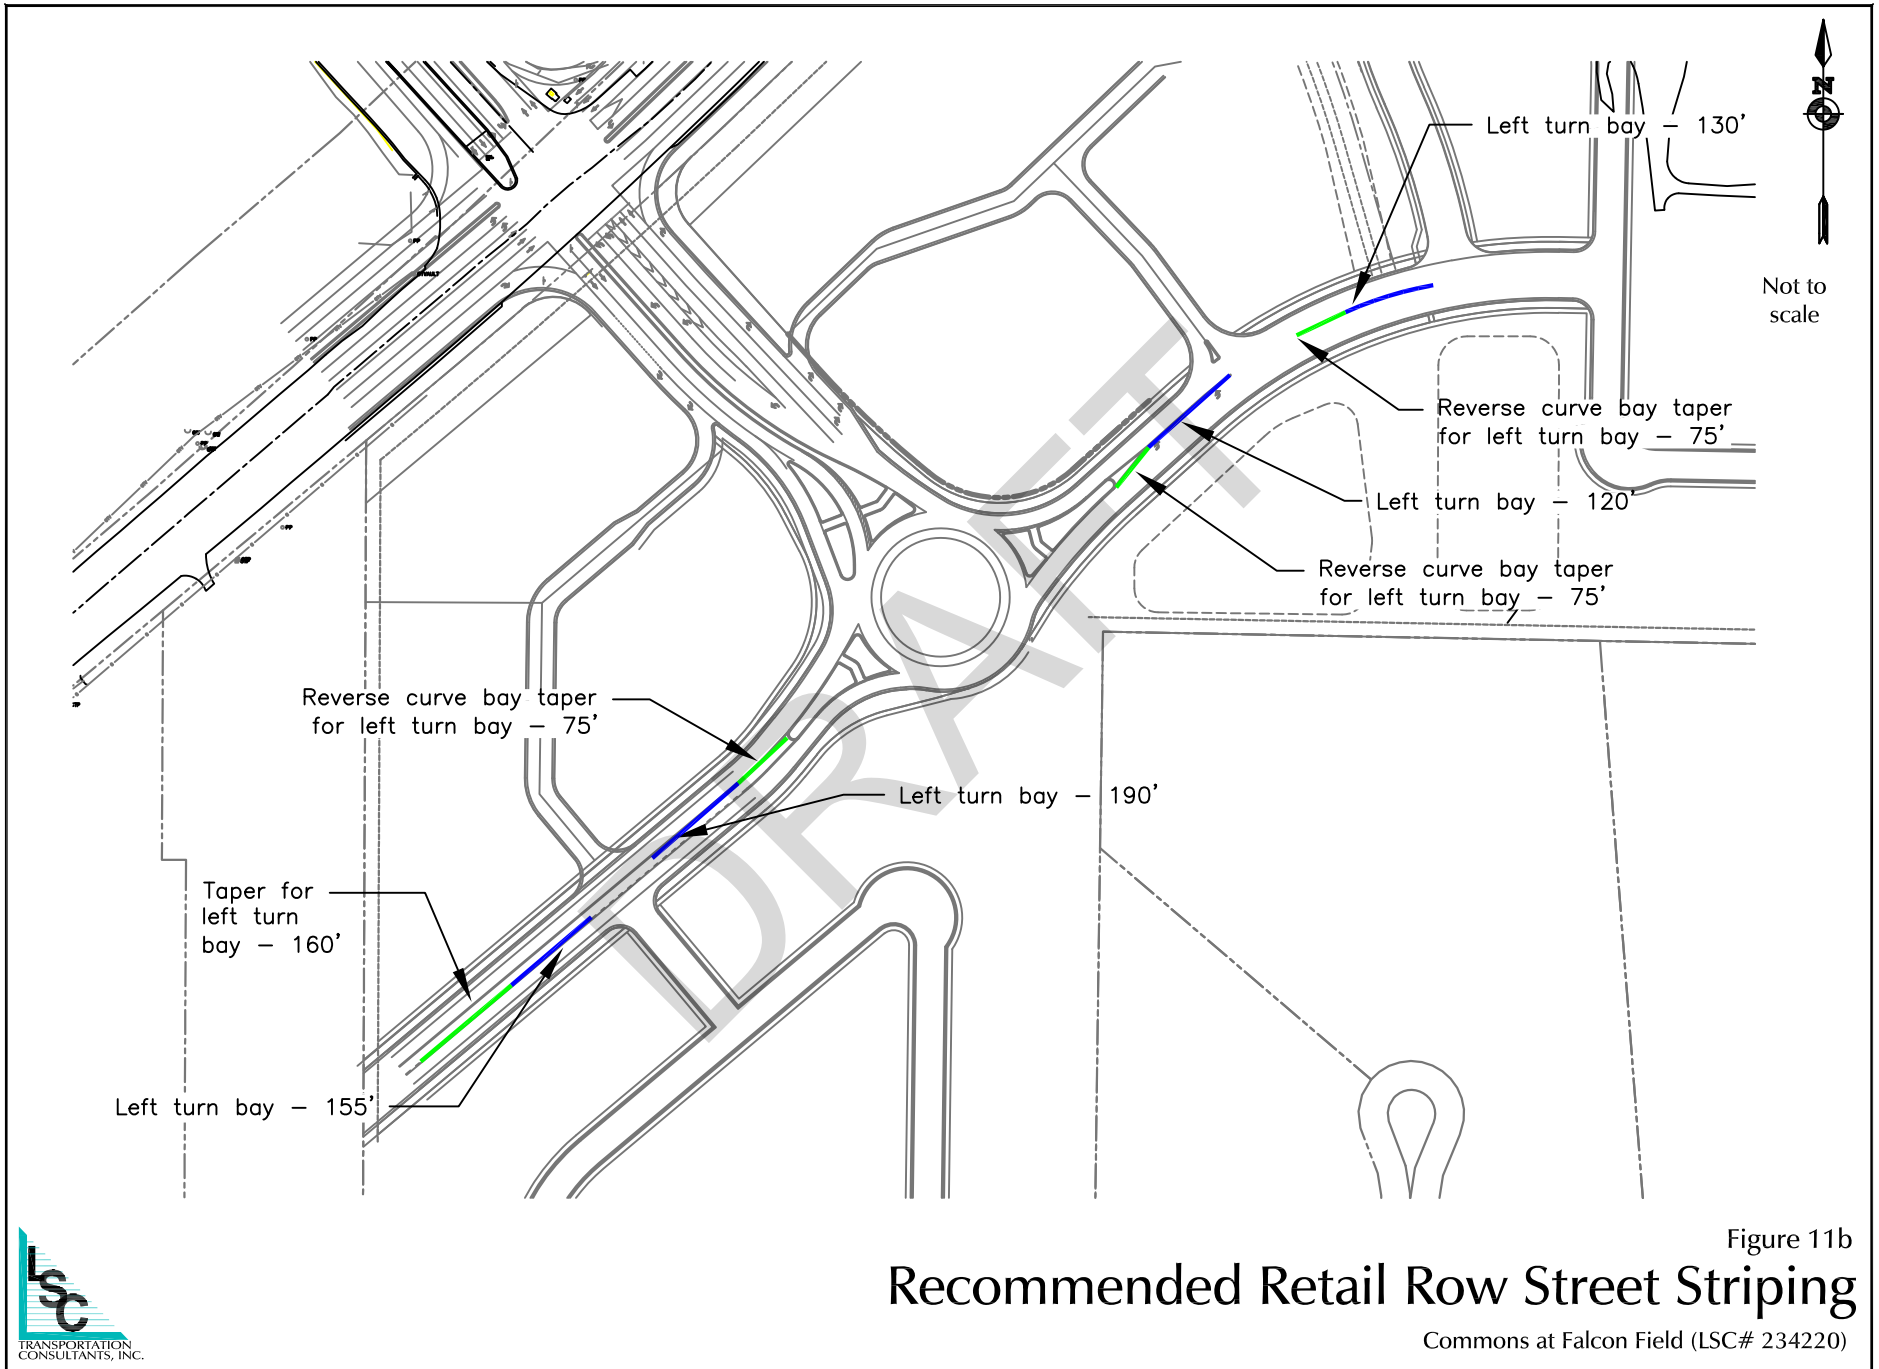 N
Left turn bay – 130'
Not to
scale
Reverse curve bay taper
for left turn bay – 75'
Left turn bay – 120'
Reverse curve bay taper
for left turn bay – 75'
Reverse curve bay taper
for left turn bay – 75'
Left turn bay – 190'
Taper for
left turn
bay – 160'
Left turn bay – 155'
DRAFT
Figure 11b
Recommended Retail Row Street Striping
Commons at Falcon Field (LSC# 234220)
LSC
TRANSPORTATION
CONSULTANTS, INC.